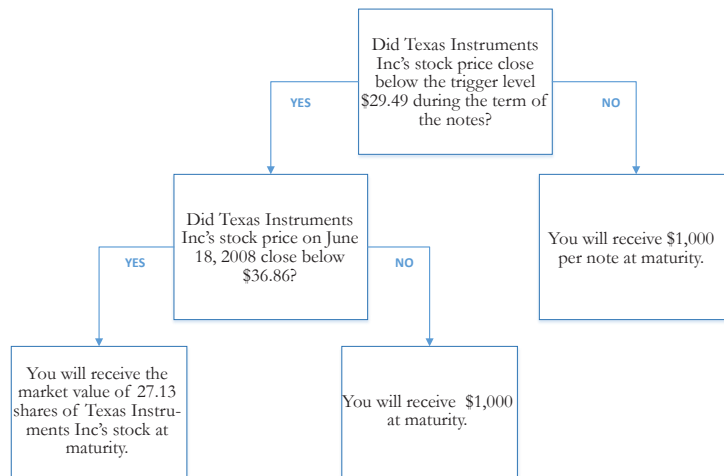 Did Texas Instruments
Inc's stock price close
below the trigger level
$29.49 during the term of
the notes?
YES
NO
Did Texas Instruments
Inc's stock price on June
18, 2008 close below
$36.86?
You will receive $1,000
per note at maturity.
YES
NO
You will receive the
market value of 27.13
shares of Texas Instru-
ments Inc's stock at
maturity.
You will receive $1,000
at maturity.